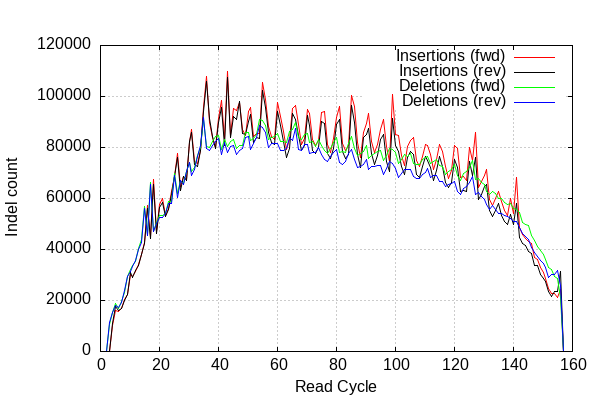 120000
100000
80000
60000
40000
20000
0
Indel count
Insertions (fwd)
Insertions (rev)
Deletions (fwd)
Deletions (rev)
0 20 40 60 80 100 120 140 160
Read Cycle